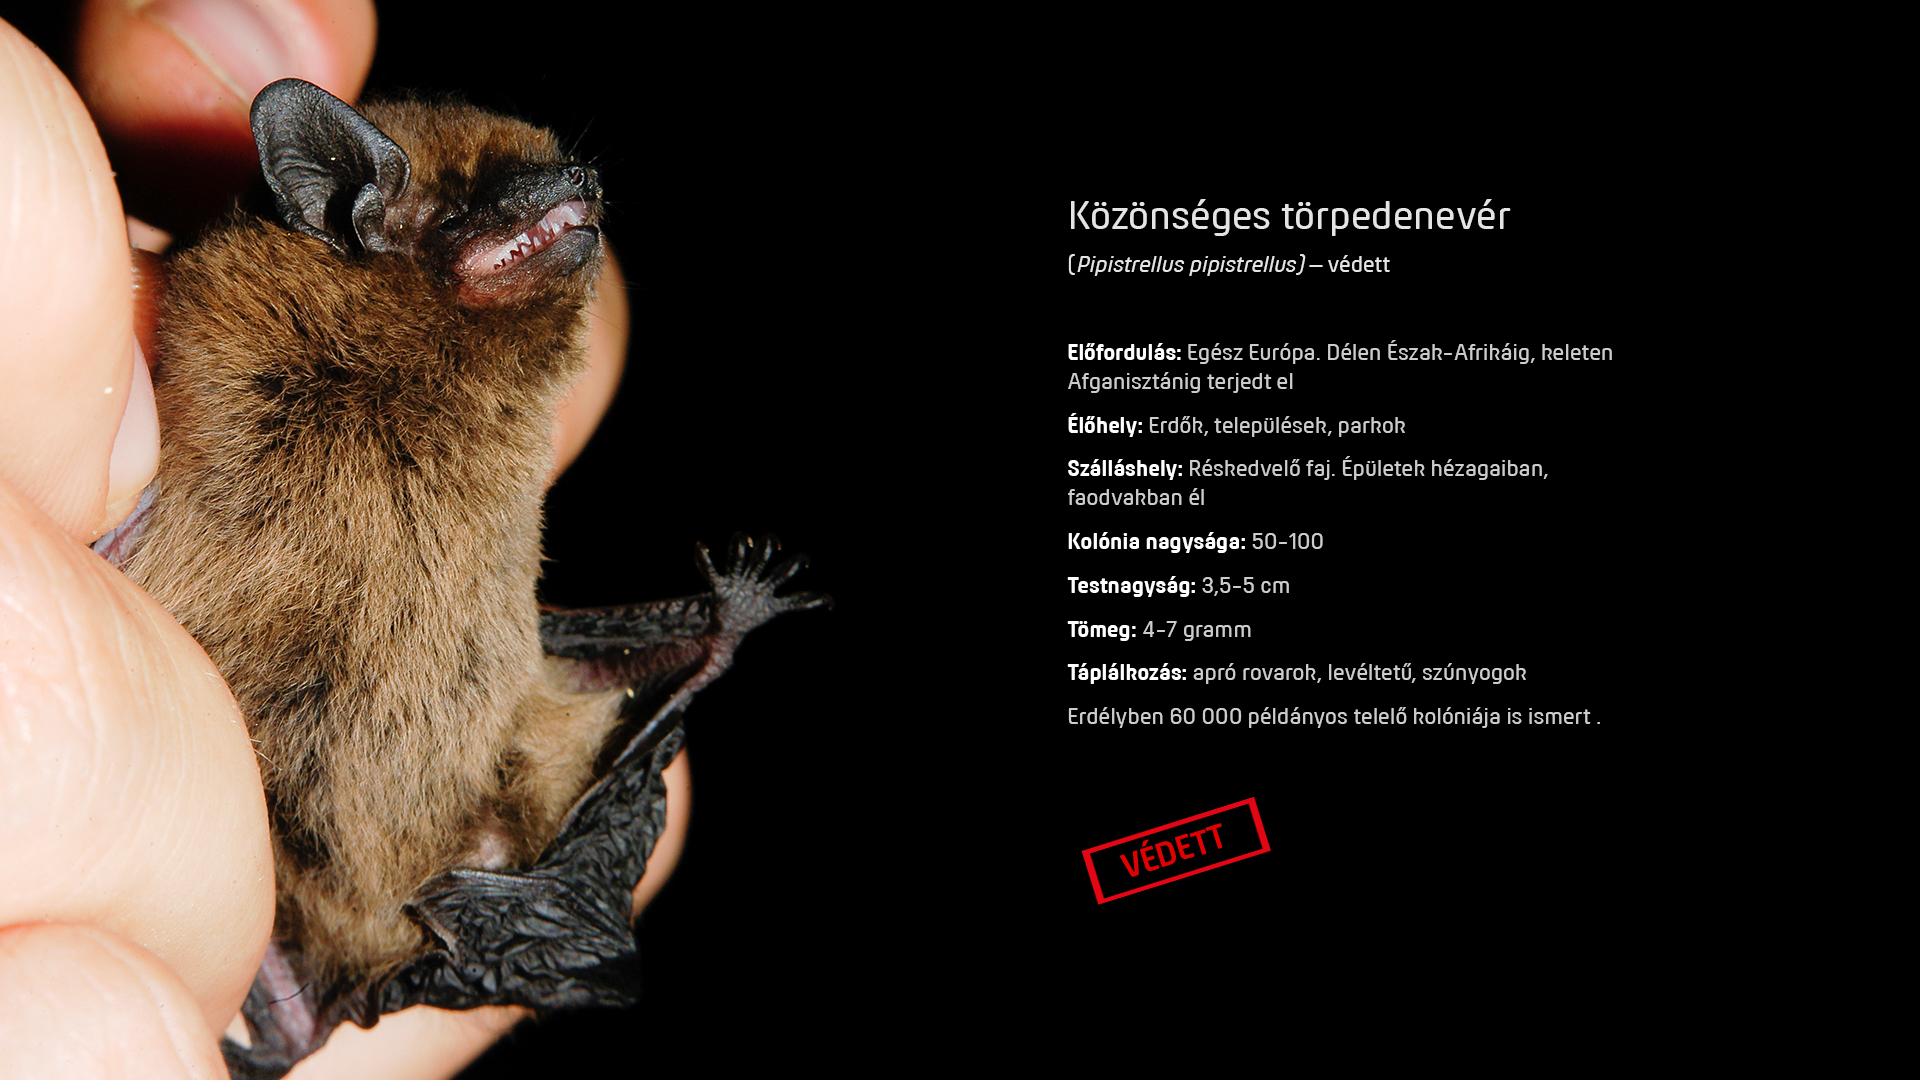 Közönséges törpedenevér
(Pipistrellus pipistrellus) – védett
Előfordulás: Egész Európa. Délen Észak-Afrikáig, keleten
Afganisztánig terjedt el
Élőhely: Erdők, települések, parkok
Szálláshely: Réskedvelő faj. Épületek hézagaiban,
faodvakban él
Kolónia nagysága: 50-100
Testnagyság: 3,5-5 cm
Tömeg: 4-7 gramm
Táplálkozás: apró rovarok, levéltetű, szúnyogok
Erdélyben 60 000 példányos telelő kolóniája is ismert .
VÉDETT